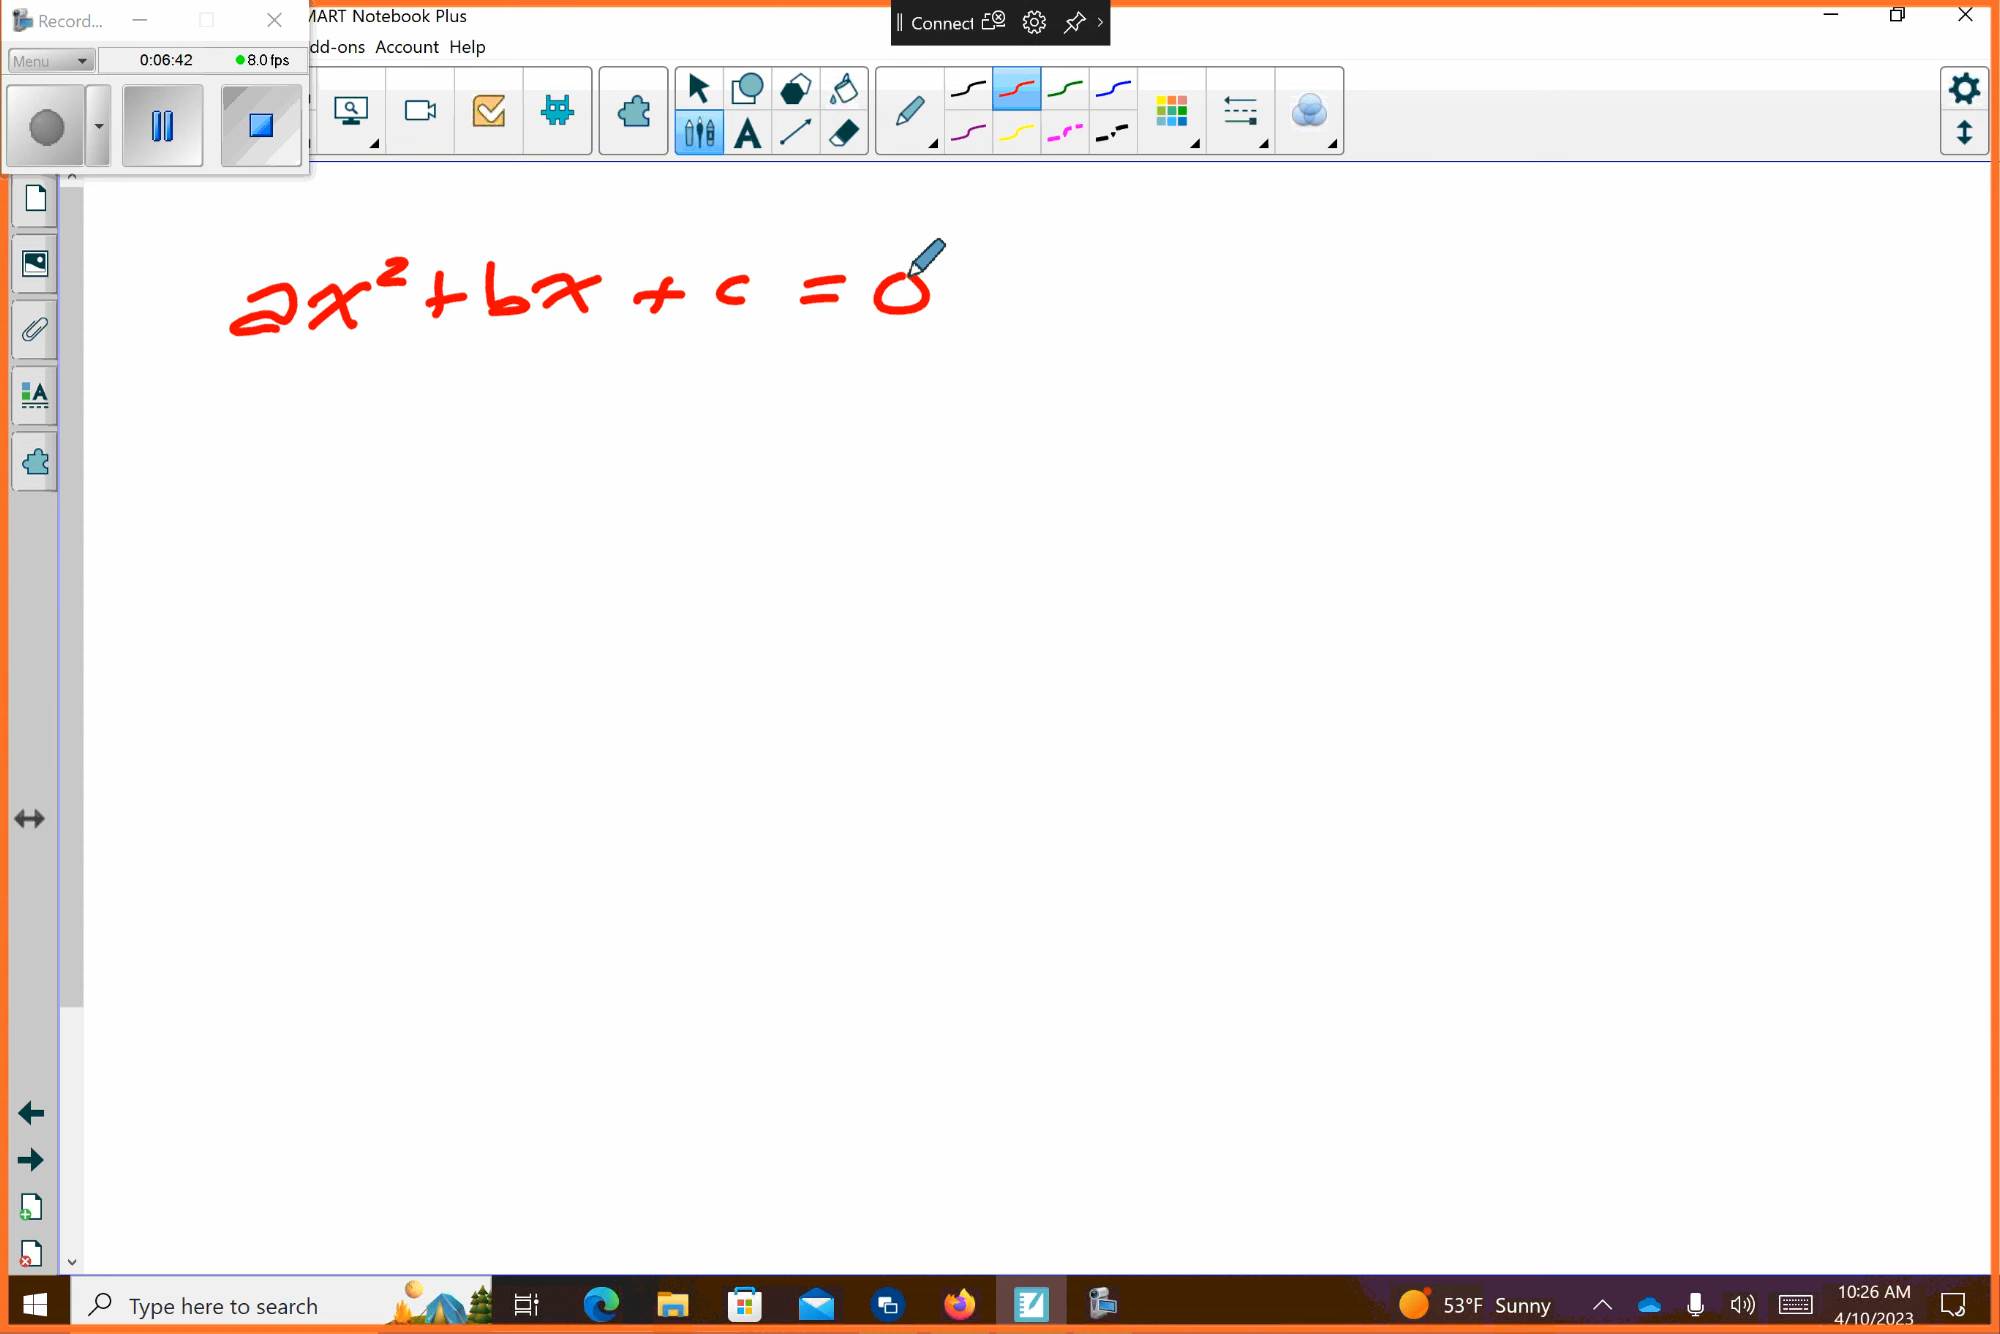 Record...
MART Notebook Plus
Connect
dd-ons Account Help
Menu 0:06:42 8.0 fps
ax² + bx + c = 0
Type here to search
53°F Sunny
10:26 AM
4/10/2023